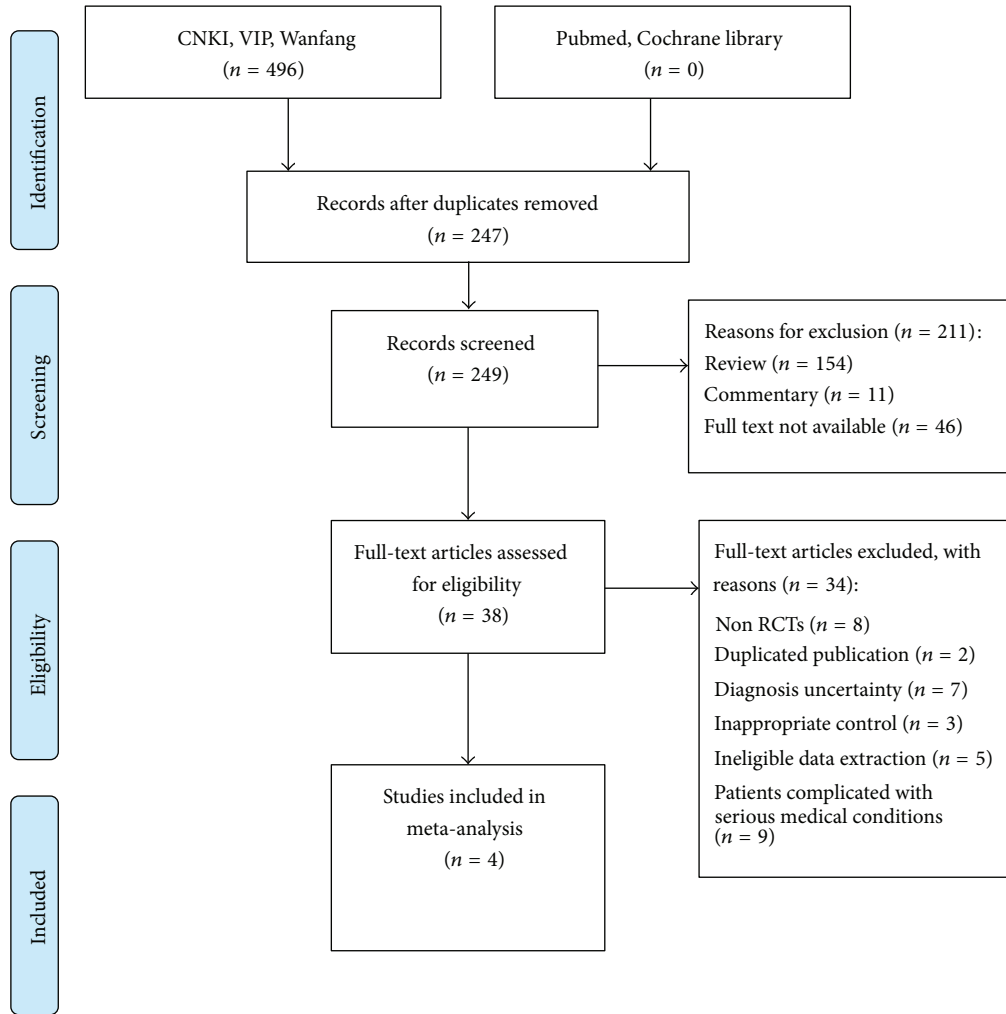 CNKI, VIP, Wanfang
(n = 496)
Pubmed, Cochrane library
(n = 0)
Identification
Records after duplicates removed
(n = 247)
Screening
Records screened
(n = 249)
Reasons for exclusion (n = 211):
Review (n = 154)
Commentary (n = 11)
Full text not available (n = 46)
Eligibility
Full-text articles assessed
for eligibility
(n = 38)
Full-text articles excluded, with
reasons (n = 34):
Non RCTs (n = 8)
Duplicated publication (n = 2)
Diagnosis uncertainty (n = 7)
Inappropriate control (n = 3)
Ineligible data extraction (n = 5)
Patients complicated with
serious medical conditions
(n = 9)
Included
Studies included in
meta-analysis
(n = 4)